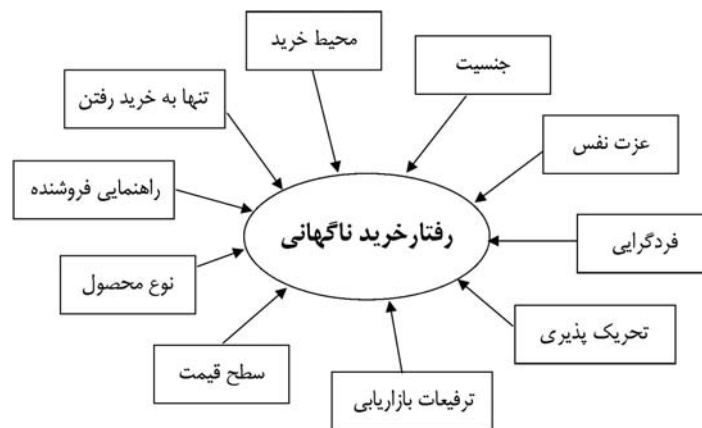 محیط خرید
جنسیت
تنها به خرید رفتن
عزت نفس
راهنمایی فروشنده
رفتارخرید ناگهانی
فردگرایی
نوع محصول
تحریک پذیری
سطح قیمت
ترفیعات بازاریابی